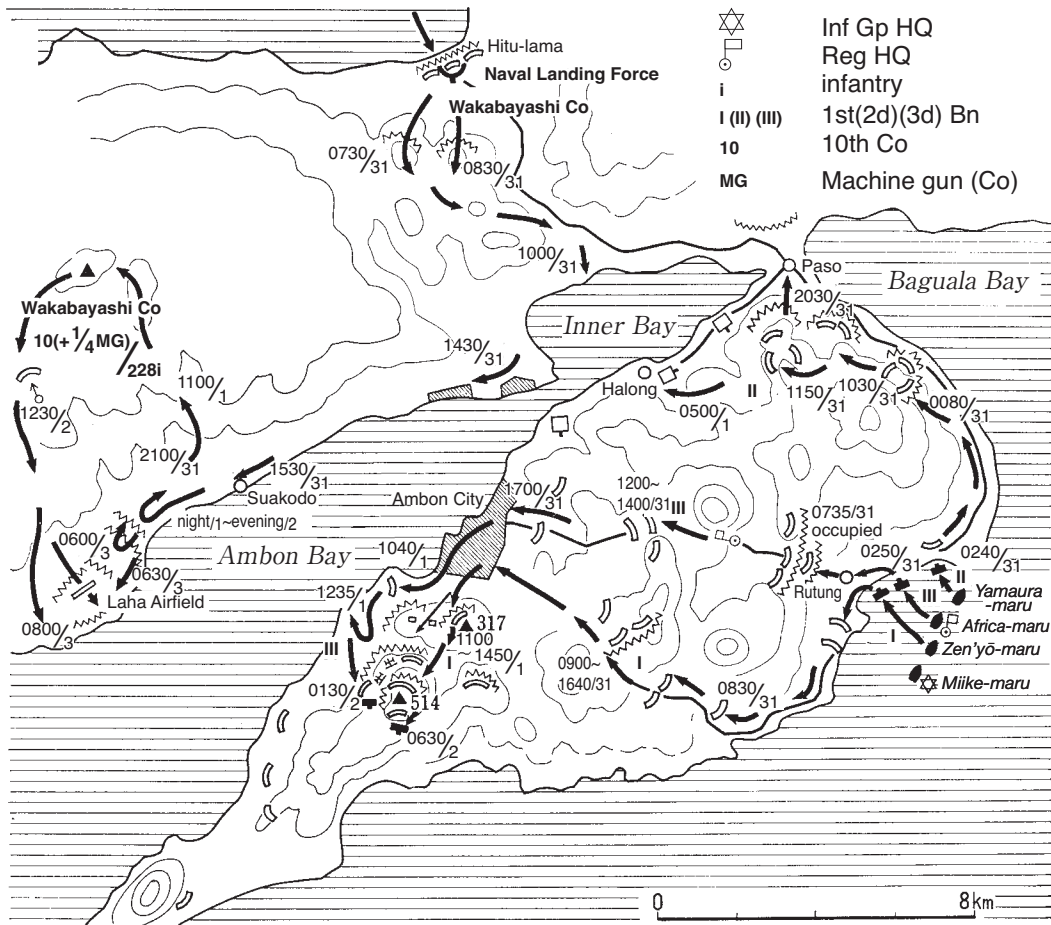 Inf Gp HQ
Reg HQ
i infantry
I (II) (III) 1st(2d)(3d) Bn
10 10th Co
MG Machine gun (Co)
Hitu-lama
Naval Landing Force
Wakabayashi Co
0730/31
0830/31
1000/31
Paso
Baguala Bay
Inner Bay
2030/31
Wakabayashi Co
10(+ 1/4 MG)/228i
1430/31
1100/1
1230/2
Halong
II
0500/1
1150/31
1030/31
0080/31
2100/31
1530/31
Suakodo
night/1~evening/2
Ambon City
1700/31
1200~
1400/31
III
0735/31
occupied
0600/3
Ambon Bay
1040/1
0250/31
0240/31
Rutung
II
III
I
Yamaura
-maru
Africa-maru
Zen'yō-maru
Miike-maru
0630/3
Laha Airfield
0800/3
1235/1
III
317
1100
~
1450/1
I
I
0900~
1640/31
0830/31
0130/2
514
0630/2
0
8km